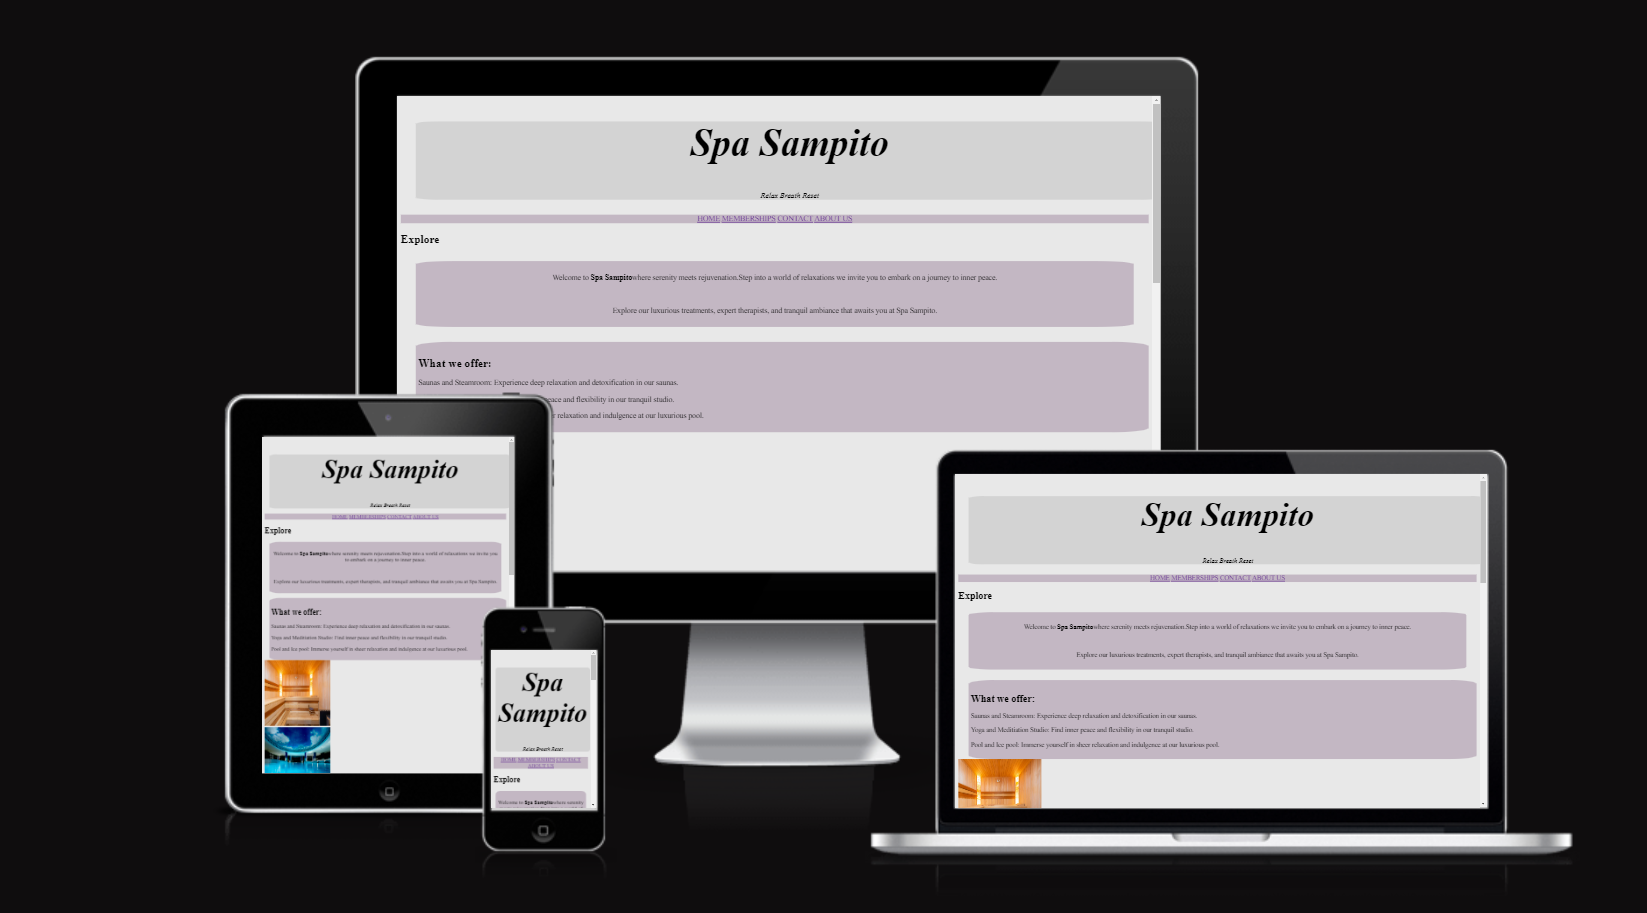 Spa Sampito
Relax Breath Reset
HOME MEMBERSHIPS CONTACT ABOUT US
Explore
Welcome to Spa Sampitowhere serenity meets rejuvenation.Step into a world of relaxations we invite you to embark on a journey to inner peace.
Explore our luxurious treatments, expert therapists, and tranquil ambiance that awaits you at Spa Sampito.
What we offer:
Saunas and Steamroom: Experience deep relaxation and detoxification in our saunas.
eace and flexibility in our tranquil studio.
r relaxation and indulgence at our luxurious pool.
Spa Sampito
Relax Breath Reset
HOME MEMBERSHIPS CONTACT ABOUT US
Explore
Welcome to Spa Sampitowhere serenity meets rejuvenation.Step into a world of relaxations we invite you
to embark on a journey to inner peace.
Explore our luxurious treatments, expert therapists, and tranquil ambiance that awaits you at Spa Sampito.
What we offer:
Saunas and Steamroom: Experience deep relaxation and detoxification in our saunas.
Yoga and Meditiation Studio: Find inner peace and flexibility in our tranquil studio.
Pool and Ice pool: Immerse yourself in sheer relaxation and indulgence at our luxurious pool.
Spa
Sampito
Relax Breath Reset
HOME MEMBERSHIPS CONTACT
ABOUT US
Explore
Welcome to Spa Sampitowhere serenity
Spa Sampito
Relax Breath Reset
HOME MEMBERSHIPS CONTACT ABOUT US
Explore
Welcome to Spa Sampitowhere serenity meets rejuvenation.Step into a world of relaxations we invite you to embark on a journey to inner peace.
Explore our luxurious treatments, expert therapists, and tranquil ambiance that awaits you at Spa Sampito.
What we offer:
Saunas and Steamroom: Experience deep relaxation and detoxification in our saunas.
Yoga and Meditiation Studio: Find inner peace and flexibility in our tranquil studio.
Pool and Ice pool: Immerse yourself in sheer relaxation and indulgence at our luxurious pool.